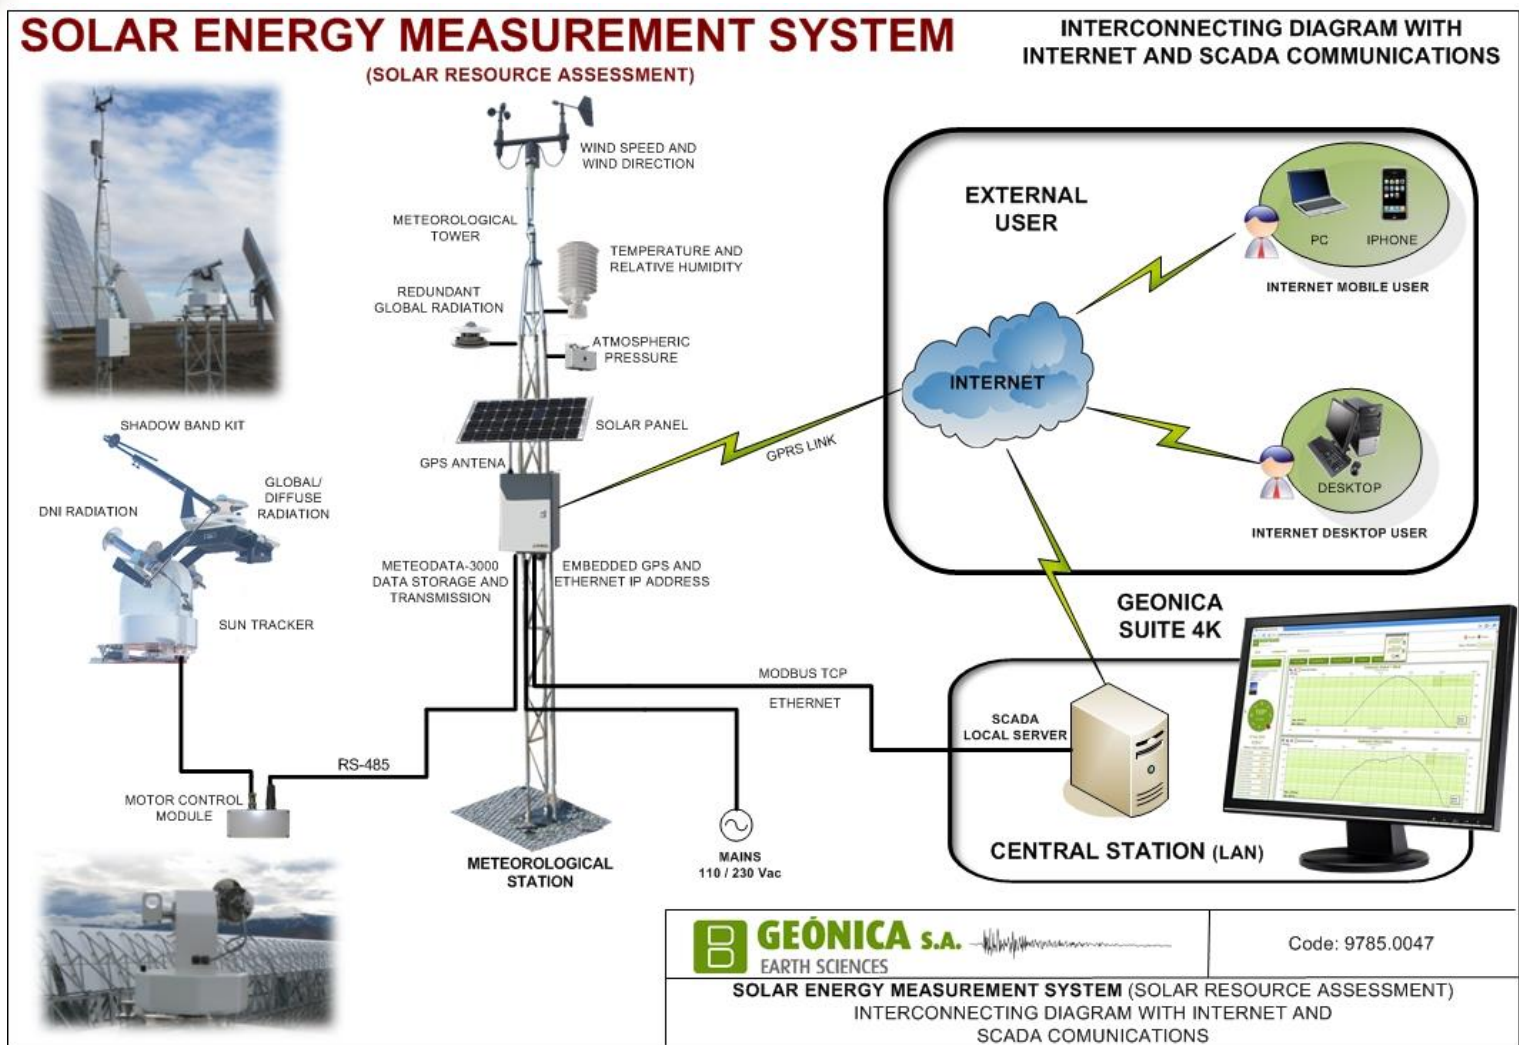 SOLAR ENERGY MEASUREMENT SYSTEM
(SOLAR RESOURCE ASSESSMENT)
INTERCONNECTING DIAGRAM WITH
INTERNET AND SCADA COMMUNICATIONS
WIND SPEED AND
WIND DIRECTION
METEOROLOGICAL
TOWER
TEMPERATURE AND
RELATIVE HUMIDITY
REDUNDANT
GLOBAL RADIATION
ATMOSPHERIC
PRESSURE
SOLAR PANEL
GPS ANTENA
METEODATA-3000
DATA STORAGE AND
TRANSMISSION
EMBEDDED GPS AND
ETHERNET IP ADDRESS
SHADOW BAND KIT
GLOBAL/
DIFFUSE
RADIATION
DNI RADIATION
SUN TRACKER
MOTOR CONTROL
MODULE
RS-485
METEOROLOGICAL
STATION
MAINS
110 / 230 Vac
MODBUS TCP
ETHERNET
GPRS LINK
EXTERNAL
USER
INTERNET
PC
IPHONE
INTERNET MOBILE USER
DESKTOP
INTERNET DESKTOP USER
GEONICA
SUITE 4K
SCADA
LOCAL SERVER
CENTRAL STATION (LAN)
GEÓNICA S.A.
EARTH SCIENCES
Code: 9785.0047
SOLAR ENERGY MEASUREMENT SYSTEM (SOLAR RESOURCE ASSESSMENT)
INTERCONNECTING DIAGRAM WITH INTERNET AND
SCADA COMUNICATIONS